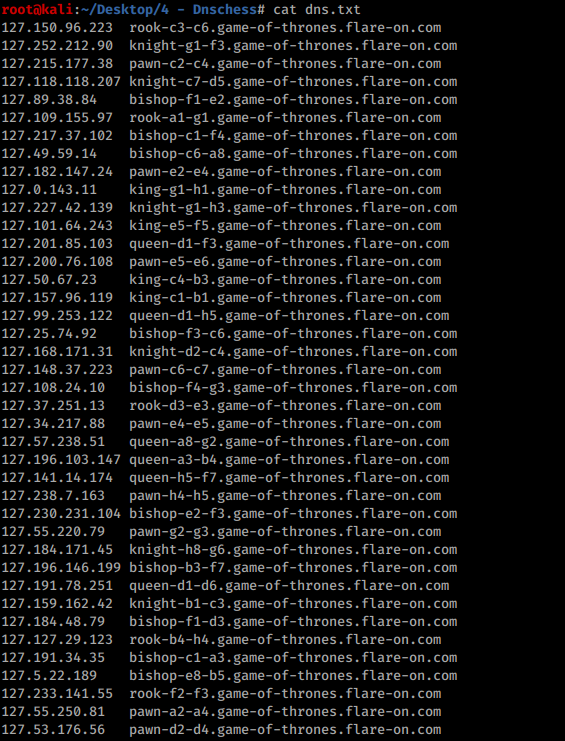 root@kali:~/Desktop/4 - Dnschess# cat dns.txt
127.150.96.223  rook-c3-c6.game-of-thrones.flare-on.com
127.252.212.90  knight-g1-f3.game-of-thrones.flare-on.com
127.215.177.38  pawn-c2-c4.game-of-thrones.flare-on.com
127.118.118.207 knight-c7-d5.game-of-thrones.flare-on.com
127.89.38.84    bishop-f1-e2.game-of-thrones.flare-on.com
127.109.155.97  rook-a1-g1.game-of-thrones.flare-on.com
127.217.37.102  bishop-c1-f4.game-of-thrones.flare-on.com
127.49.59.14    bishop-c6-a8.game-of-thrones.flare-on.com
127.182.147.24  pawn-e2-e4.game-of-thrones.flare-on.com
127.0.143.11    king-g1-h1.game-of-thrones.flare-on.com
127.227.42.139  knight-g1-h3.game-of-thrones.flare-on.com
127.101.64.243  king-e5-f5.game-of-thrones.flare-on.com
127.201.85.103  queen-d1-f3.game-of-thrones.flare-on.com
127.200.76.108  pawn-e5-e6.game-of-thrones.flare-on.com
127.50.67.23    king-c4-b3.game-of-thrones.flare-on.com
127.157.96.119  king-c1-b1.game-of-thrones.flare-on.com
127.99.253.122  queen-d1-h5.game-of-thrones.flare-on.com
127.25.74.92    bishop-f3-c6.game-of-thrones.flare-on.com
127.168.171.31  knight-d2-c4.game-of-thrones.flare-on.com
127.148.37.223  pawn-c6-c7.game-of-thrones.flare-on.com
127.108.24.10   bishop-f4-g3.game-of-thrones.flare-on.com
127.37.251.13   rook-d3-e3.game-of-thrones.flare-on.com
127.34.217.88   pawn-e4-e5.game-of-thrones.flare-on.com
127.57.238.51   queen-a8-g2.game-of-thrones.flare-on.com
127.196.103.147 queen-a3-b4.game-of-thrones.flare-on.com
127.141.14.174  queen-h5-f7.game-of-thrones.flare-on.com
127.238.7.163   pawn-h4-h5.game-of-thrones.flare-on.com
127.230.231.104 bishop-e2-f3.game-of-thrones.flare-on.com
127.55.220.79   pawn-g2-g3.game-of-thrones.flare-on.com
127.184.171.45  knight-h8-g6.game-of-thrones.flare-on.com
127.196.146.199 bishop-b3-f7.game-of-thrones.flare-on.com
127.191.78.251  queen-d1-d6.game-of-thrones.flare-on.com
127.159.162.42  knight-b1-c3.game-of-thrones.flare-on.com
127.184.48.79   bishop-f1-d3.game-of-thrones.flare-on.com
127.127.29.123  rook-b4-h4.game-of-thrones.flare-on.com
127.191.34.35   bishop-c1-a3.game-of-thrones.flare-on.com
127.5.22.189    bishop-e8-b5.game-of-thrones.flare-on.com
127.233.141.55  rook-f2-f3.game-of-thrones.flare-on.com
127.55.250.81   pawn-a2-a4.game-of-thrones.flare-on.com
127.53.176.56   pawn-d2-d4.game-of-thrones.flare-on.com